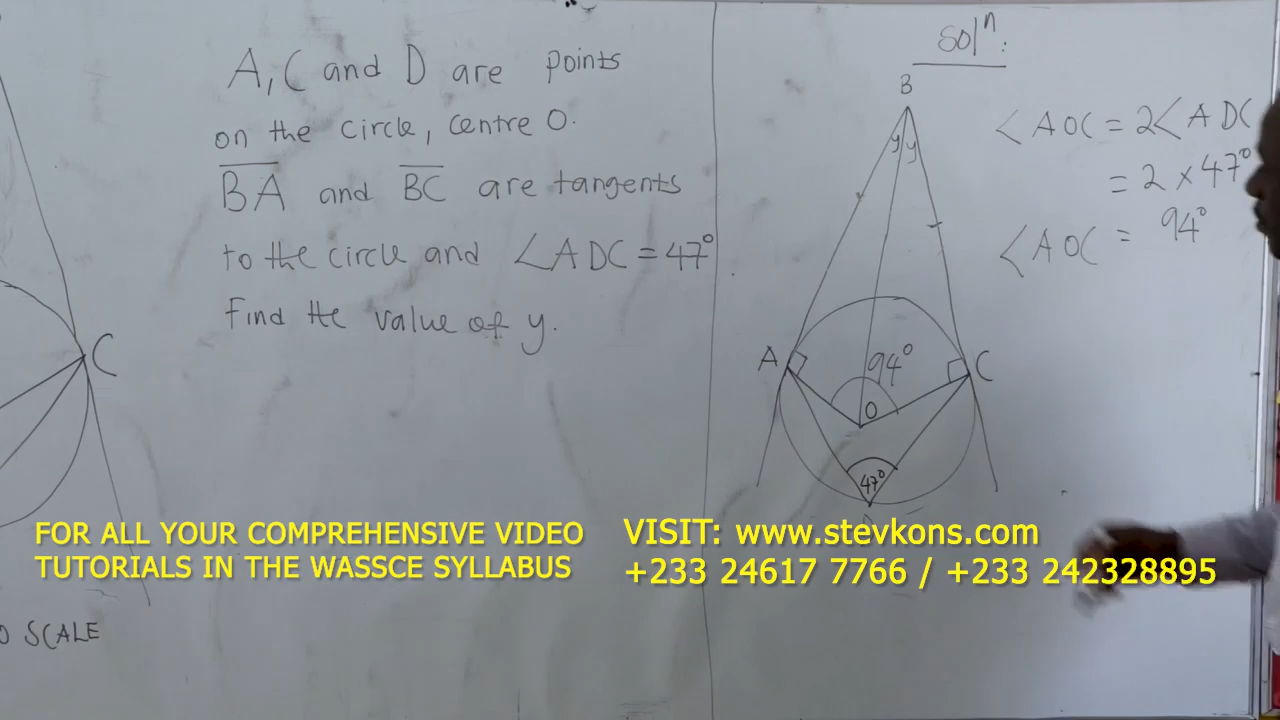 A, C and D are points
on the circle, centre O.
BA and BC are tangents
to the circle and ∠ADC = 47°
Find the value of y.
C
O SCALE
Solⁿ:
B
y y
A
94°
C
O
47°
∠AOC = 2∠ADC
= 2 × 47°
∠AOC = 94°
FOR ALL YOUR COMPREHENSIVE VIDEO
TUTORIALS IN THE WASSCE SYLLABUS
VISIT: www.stevkons.com
+233 24617 7766 / +233 242328895